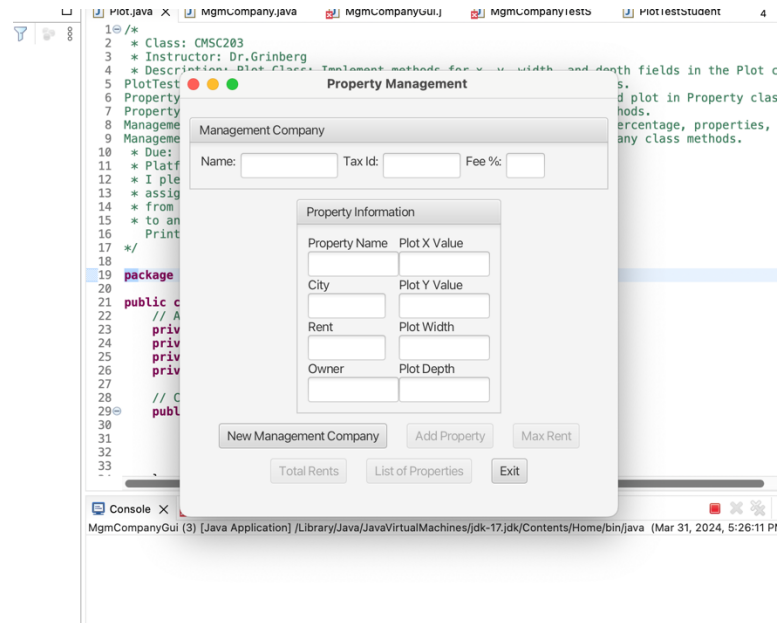 Plot.java MgmCompany.java MgmCompanyGui.j MgmCompanyTestS PlotTestStudent 4
1 /*
2 * Class: CMSC203
3 * Instructor: Dr.Grinberg
4 * Description: Plot Class: Implement methods for x, y, width, and depth fields in the Plot c
5 PlotTest s.
6 Property d plot in Property clas
7 Property hods.
8 Manageme ercentage, properties,
9 Manageme any class methods.
10 * Due:
11 * Platf
12 * I ple
13 * assig
14 * from
15 * to an
16 Print
17 */
18
19 package
20
21 public c
22 // A
23 priv
24 priv
25 priv
26 priv
27
28 // C
29 publ
30
31
32
33
Property Management
Management Company
Name: Tax Id: Fee %:
Property Information
Property Name Plot X Value
City Plot Y Value
Rent Plot Width
Owner Plot Depth
New Management Company Add Property Max Rent
Total Rents List of Properties Exit
Console
MgmCompanyGui (3) [Java Application] /Library/Java/JavaVirtualMachines/jdk-17.jdk/Contents/Home/bin/java (Mar 31, 2024, 5:26:11 PM